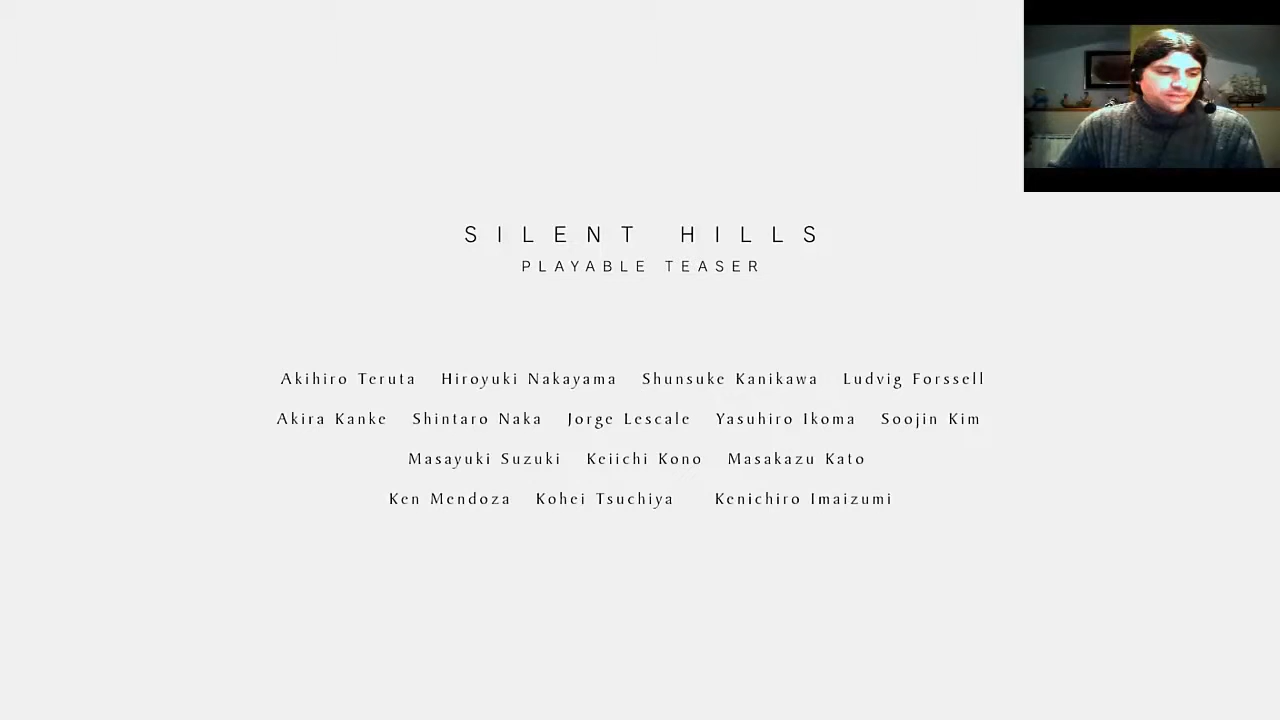 SILENT HILLS
PLAYABLE TEASER
Akihiro Teruta Hiroyuki Nakayama Shunsuke Kanikawa Ludvig Forssell
Akira Kanke Shintaro Naka Jorge Lescale Yasuhiro Ikoma Soojin Kim
Masayuki Suzuki Keiichi Kono Masakazu Kato
Ken Mendoza Kohei Tsuchiya Kenichiro Imaizumi